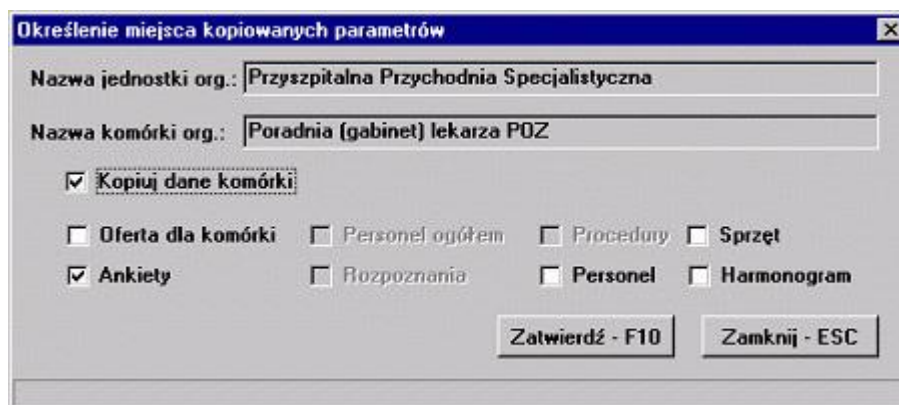 Określenie miejsca kopiowanych parametrów
Nazwa jednostki org.: Przyszpitalna Przychodnia Specjalistyczna
Nazwa komórki org.: Poradnia (gabinet) lekarza POZ
Kopiuj dane komórki
Oferta dla komórki Personel ogółem Procedury Sprzęt
Ankiety Rozpoznania Personel Harmonogram
Zatwierdź - F10 Zamknij - ESC